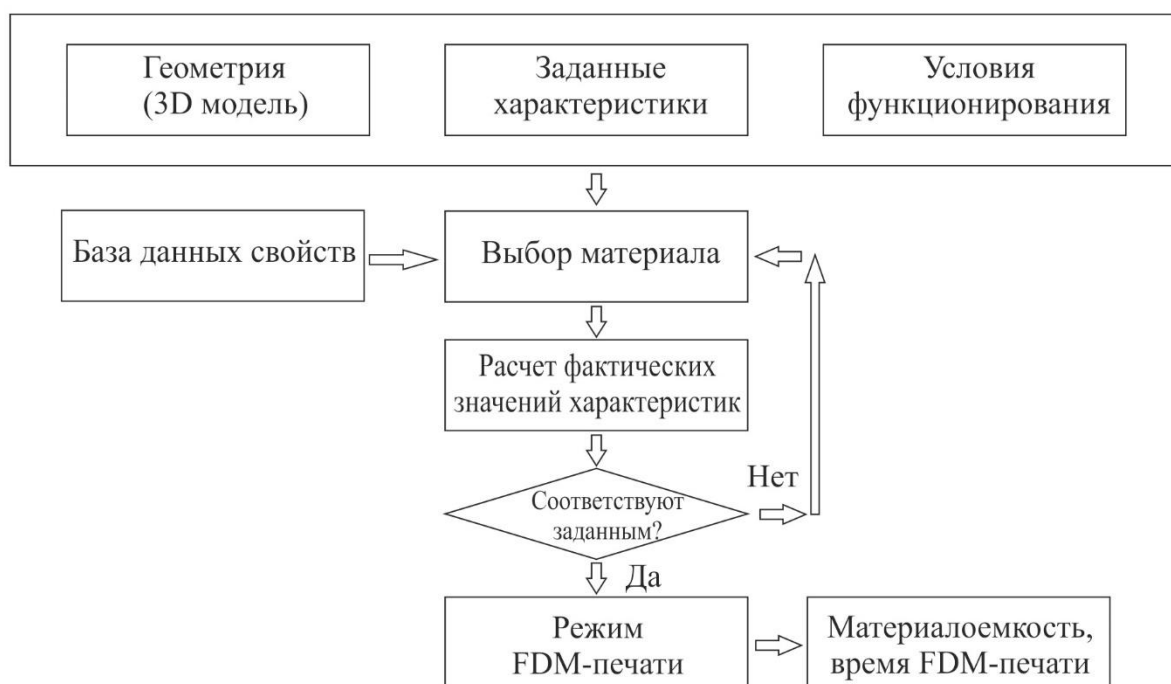 Геометрия
(3D модель)
Заданные
характеристики
Условия
функционирования
База данных свойств
Выбор материала
Расчет фактических
значений характеристик
Соответствуют
заданным?
Нет
Да
Режим
FDM-печати
Материалоемкость,
время FDM-печати